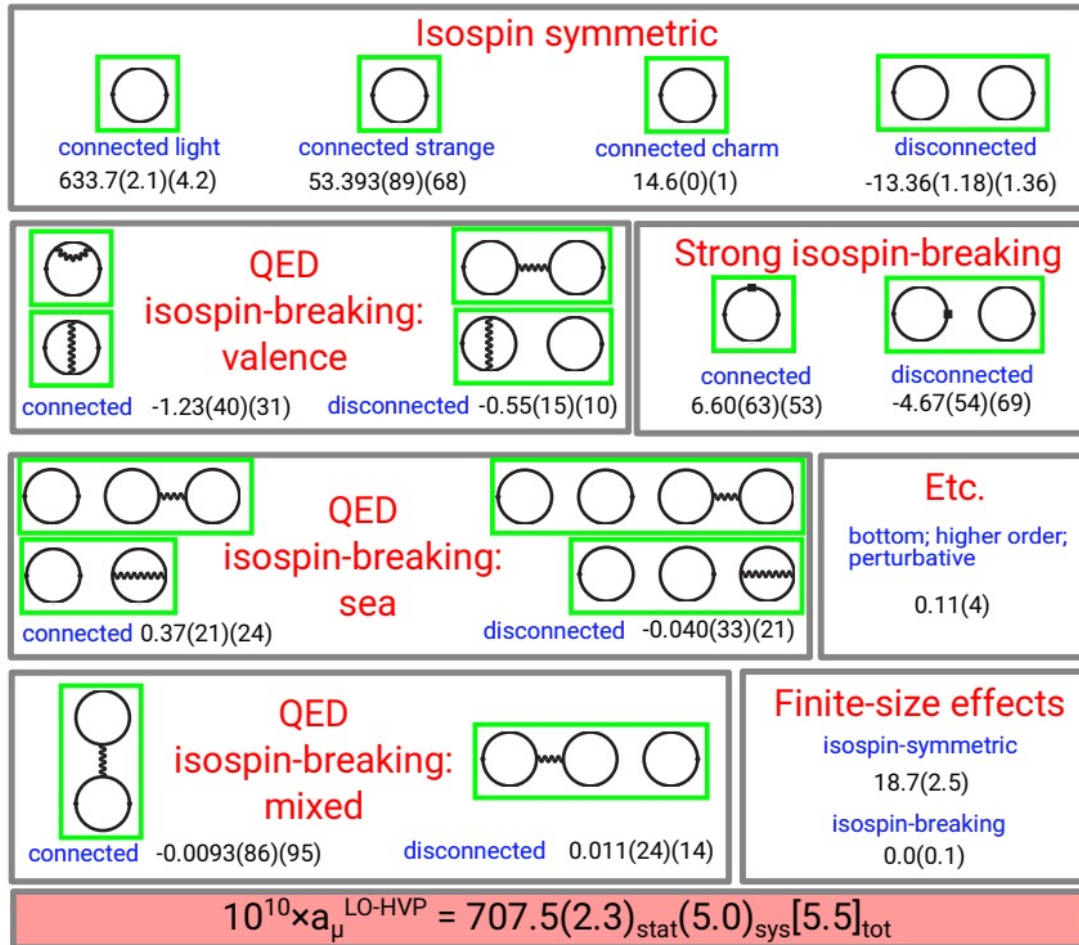 Isospin symmetric
connected light
633.7(2.1)(4.2)
connected strange
53.393(89)(68)
connected charm
14.6(0)(1)
disconnected
-13.36(1.18)(1.36)
QED
isospin-breaking:
valence
connected -1.23(40)(31)
disconnected -0.55(15)(10)
Strong isospin-breaking
connected
6.60(63)(53)
disconnected
-4.67(54)(69)
QED
isospin-breaking:
sea
connected 0.37(21)(24)
disconnected -0.040(33)(21)
Etc.
bottom; higher order;
perturbative
0.11(4)
QED
isospin-breaking:
mixed
connected -0.0093(86)(95)
disconnected 0.011(24)(14)
Finite-size effects
isospin-symmetric
18.7(2.5)
isospin-breaking
0.0(0.1)
10¹⁰×aμ^LO-HVP = 707.5(2.3)stat(5.0)sys[5.5]tot